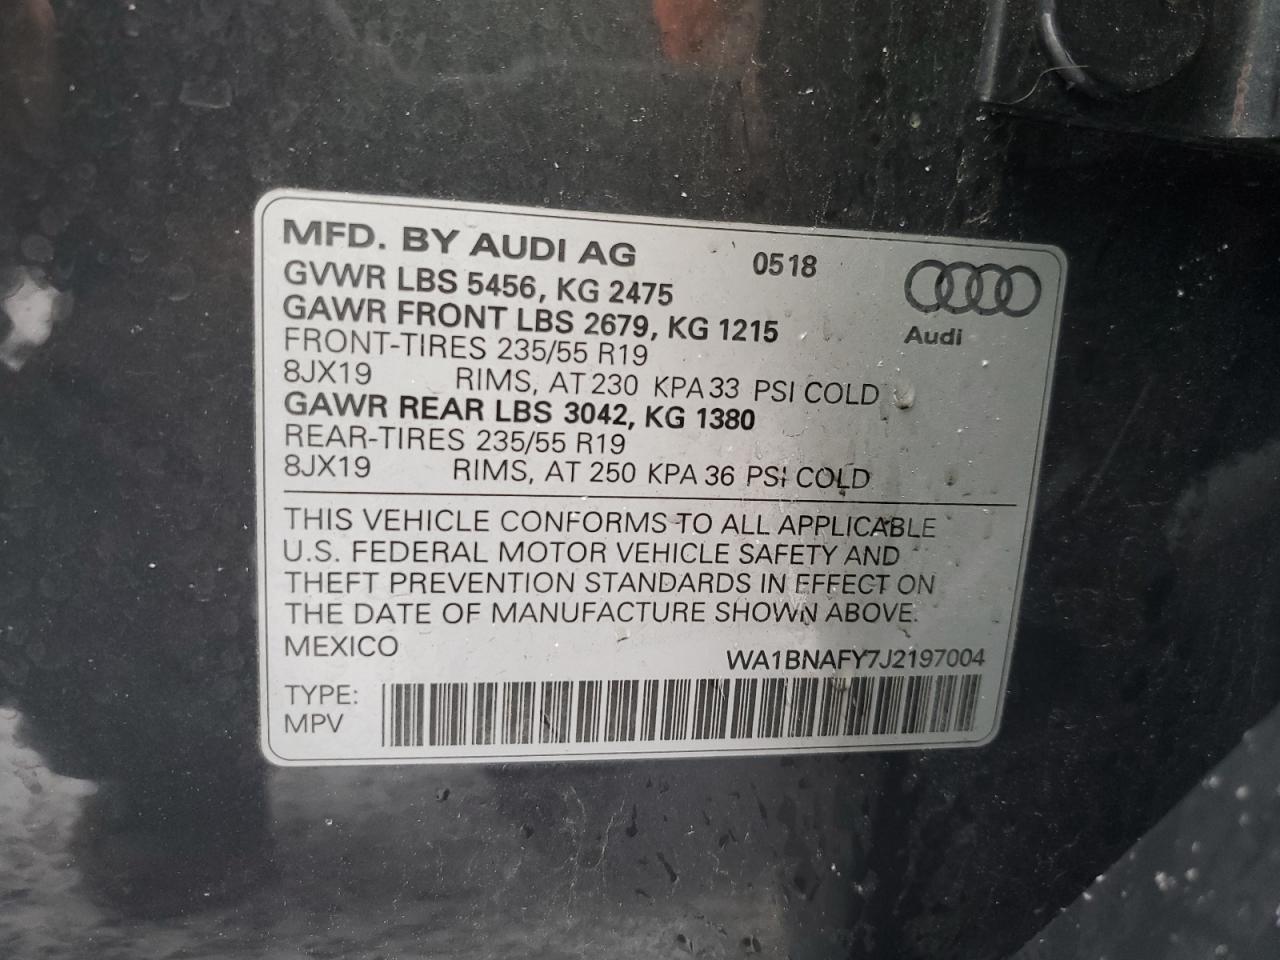 MFD. BY AUDI AG 0518
GVWR LBS 5456, KG 2475
GAWR FRONT LBS 2679, KG 1215
Audi
FRONT-TIRES 235/55 R19
8JX19 RIMS, AT 230 KPA 33 PSI COLD
GAWR REAR LBS 3042, KG 1380
REAR-TIRES 235/55 R19
8JX19 RIMS, AT 250 KPA 36 PSI COLD
THIS VEHICLE CONFORMS TO ALL APPLICABLE
U.S. FEDERAL MOTOR VEHICLE SAFETY AND
THEFT PREVENTION STANDARDS IN EFFECT ON
THE DATE OF MANUFACTURE SHOWN ABOVE.
MEXICO WA1BNAFY7J2197004
TYPE:
MPV